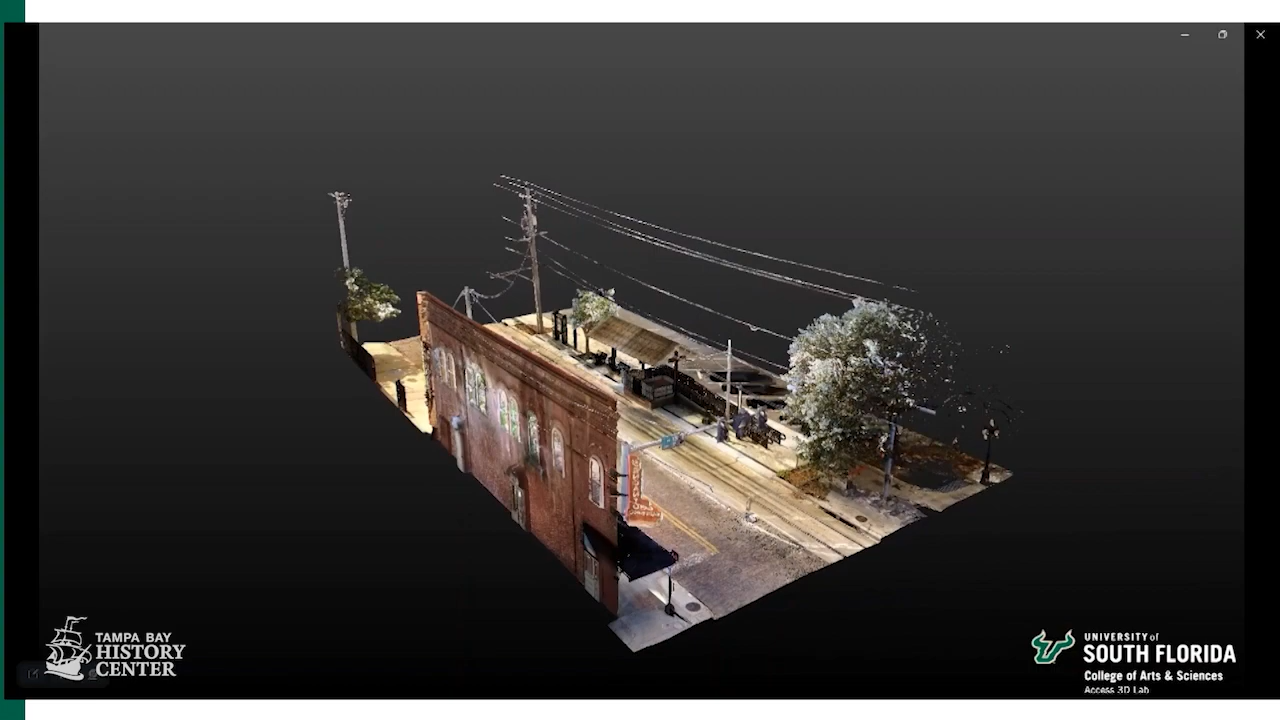 TAMPA BAY
HISTORY
CENTER
UNIVERSITY of
SOUTH FLORIDA
College of Arts & Sciences
Access 3D Lab